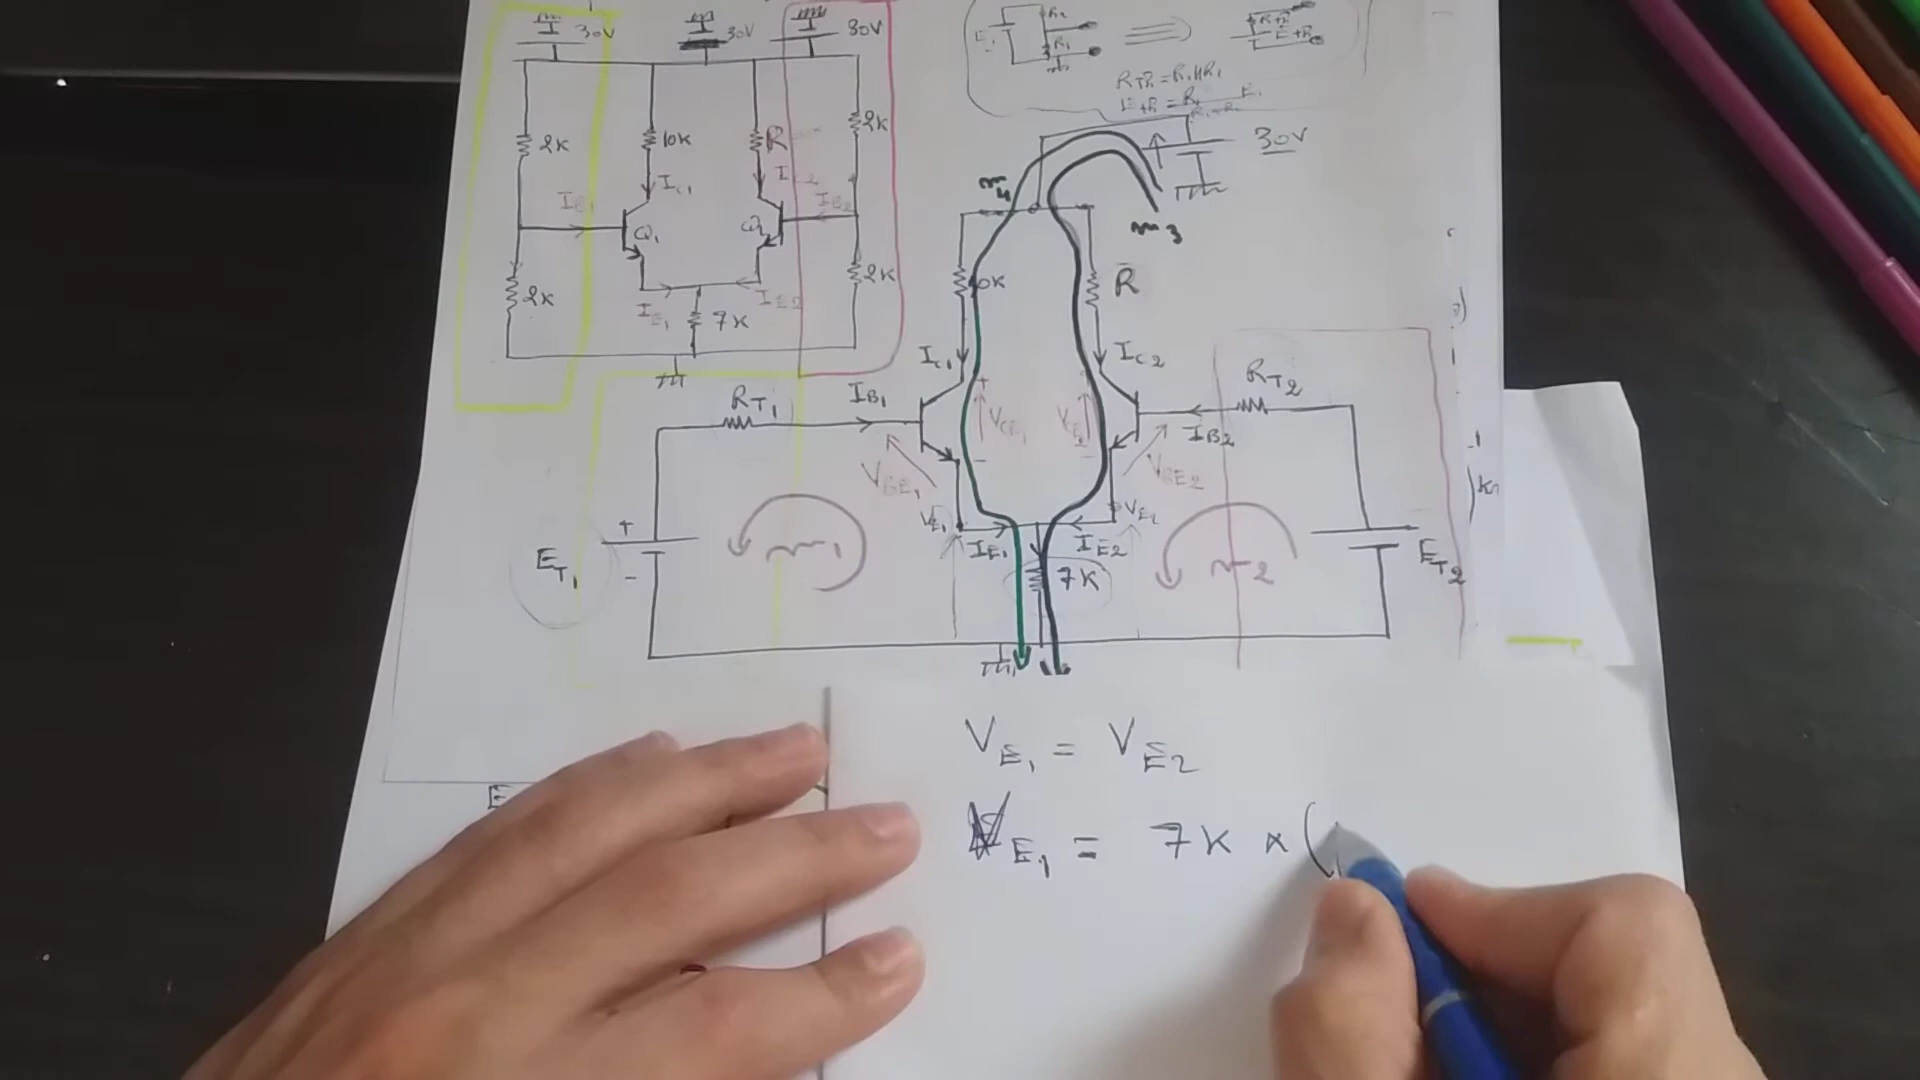 30V
30V
30V
R2
R1
RTh = R1//R1
30V
2K
10K
R
2K
IC1
IB1
IB2
Q1
m4
m3
2K
2K
IE1
7K
IE2
10K
R
IC1
IC2
RT1
IB1
RT2
VCE1
IB2
VBE1
VBE2
VE1
VE2
+
ET1
-
m1
IE1
IE2
7K
m2
ET2
VE1 = VE2
VE1 = 7K × (